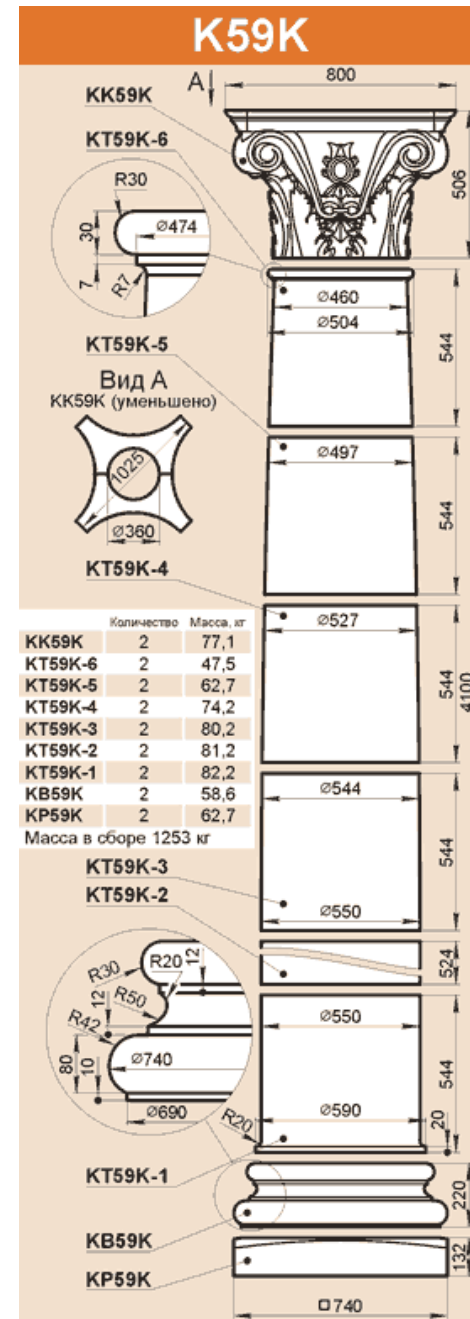 K59K
A
800
KK59K
506
KT59K-6
R30
30
Ø474
7
R7
Ø460
Ø504
544
KT59K-5
Вид А
KK59K (уменьшено)
1025
Ø360
Ø497
544
KT59K-4
Ø527
544
4100
Количество Масса, кг
KK59K 2 77,1
KT59K-6 2 47,5
KT59K-5 2 62,7
KT59K-4 2 74,2
KT59K-3 2 80,2
KT59K-2 2 81,2
KT59K-1 2 82,2
KB59K 2 58,6
KP59K 2 62,7
Масса в сборе 1253 кг
Ø544
544
KT59K-3
KT59K-2
Ø550
524
R30
R20
12
12
R50
R42
80
10
Ø740
Ø690
Ø550
544
Ø590
R20
20
KT59K-1
220
KB59K
KP59K
132
□740